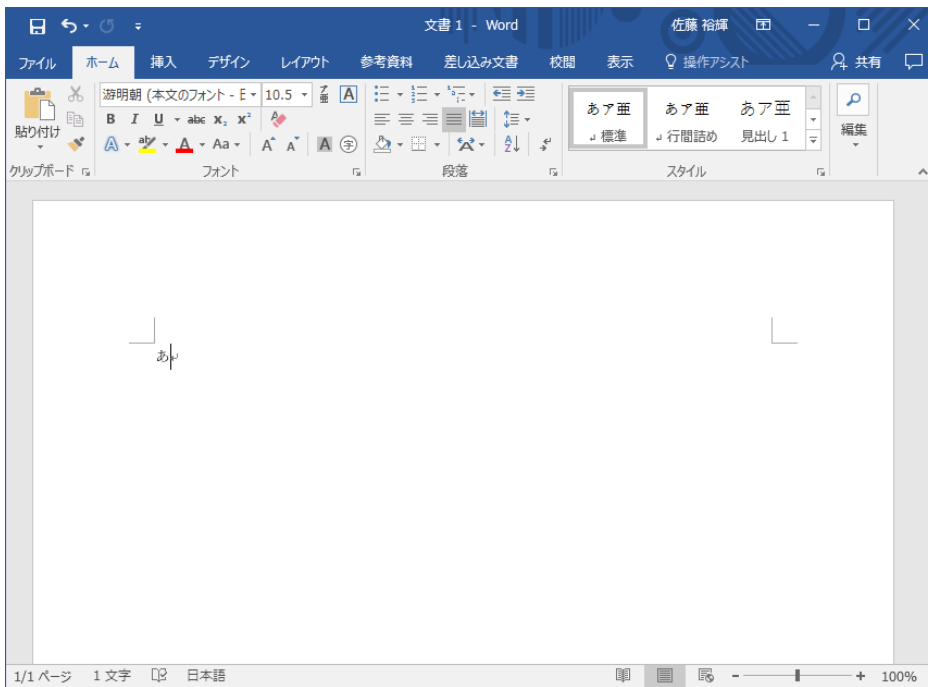 文書 1 - Word 佐藤 裕輝
ファイル ホーム 挿入 デザイン レイアウト 参考資料 差し込み文書 校閲 表示 操作アシスト 共有
貼り付け
游明朝 (本文のフォント - E 10.5 ア亜 A
B I U abc X₂ X²
A aby A Aa A A A 字
A Z
あア亜 あア亜 あア亜
↲ 標準 ↲ 行間詰め 見出し 1
編集
クリップボード フォント 段落 スタイル
あ↵
1/1 ページ 1 文字 日本語 - + 100%